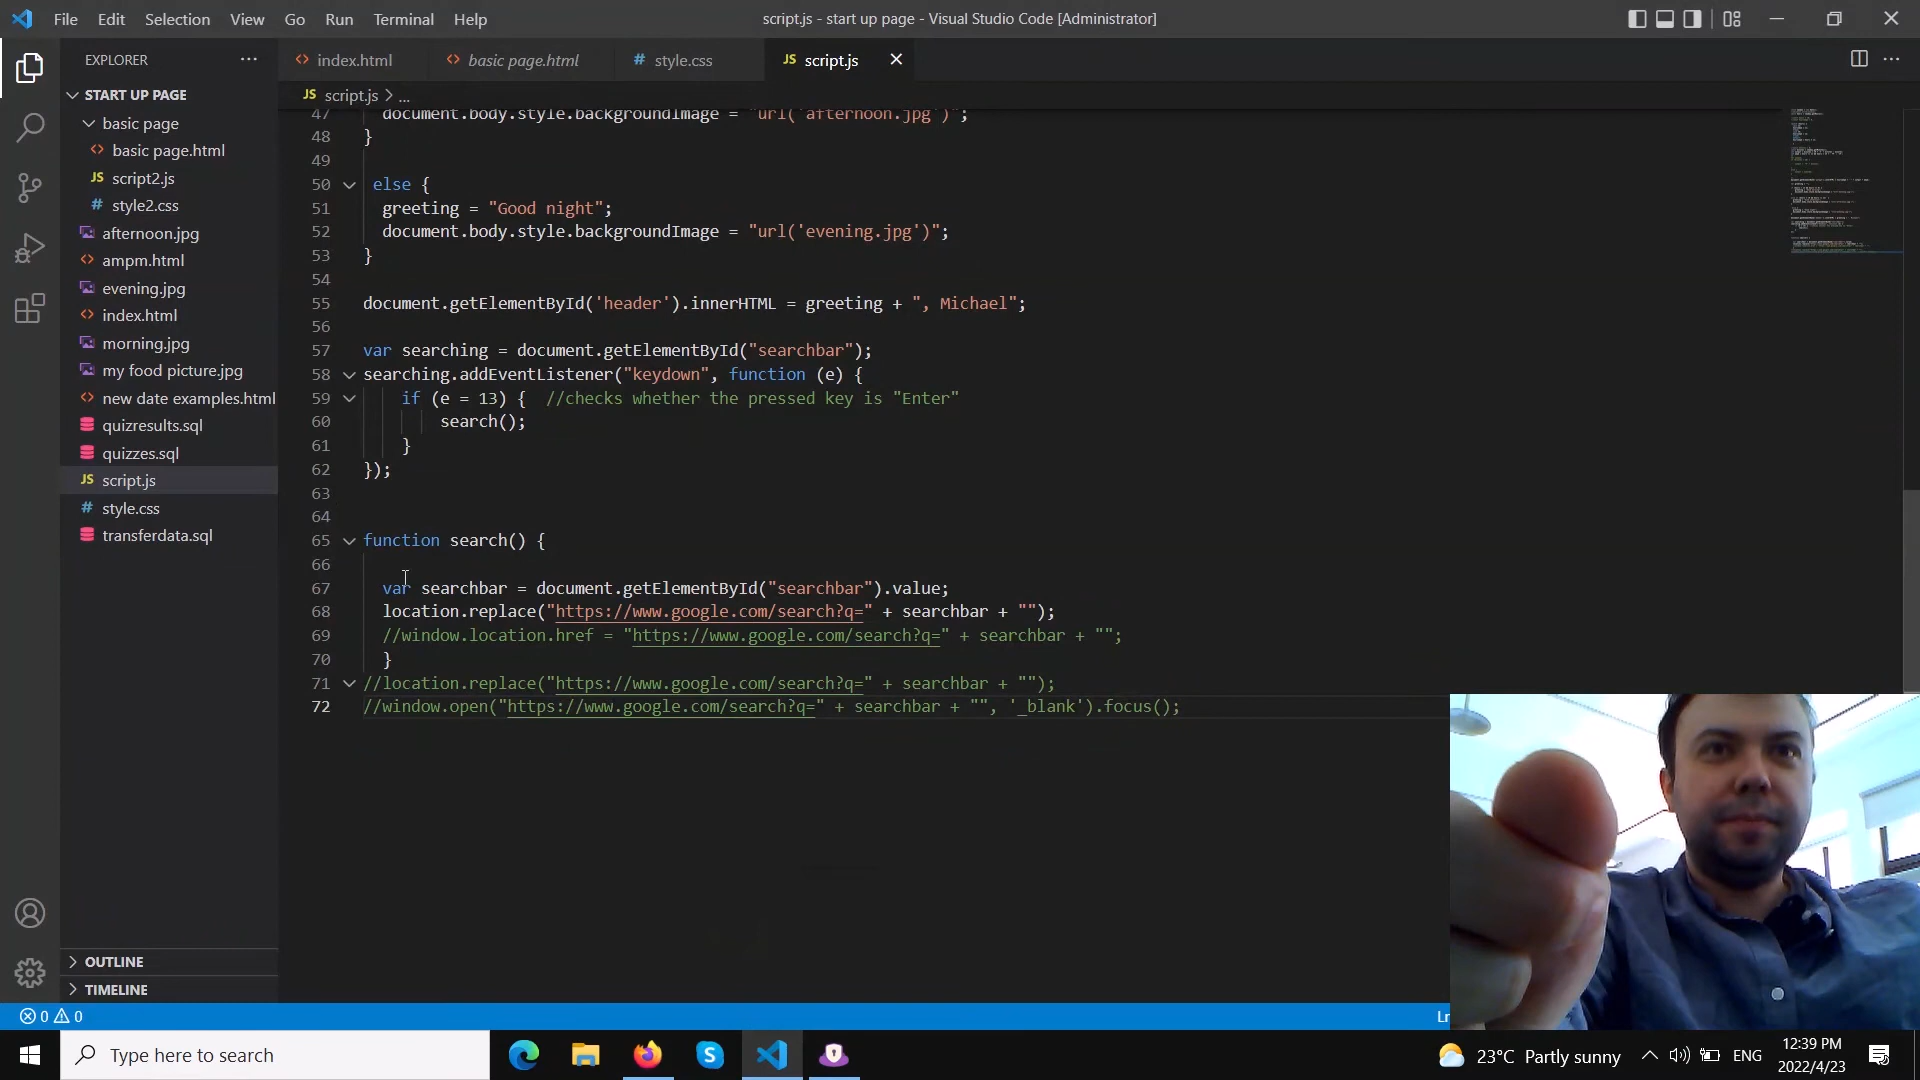 File Edit Selection View Go Run Terminal Help
script.js - start up page - Visual Studio Code [Administrator]
EXPLORER
index.html
basic page.html
style.css
script.js
START UP PAGE
script.js > ...
basic page
basic page.html
script2.js
style2.css
afternoon.jpg
ampm.html
evening.jpg
index.html
morning.jpg
my food picture.jpg
new date examples.html
quizresults.sql
quizzes.sql
script.js
style.css
transferdata.sql
OUTLINE
TIMELINE
47 document.body.style.backgroundImage = "url('afternoon.jpg')";
48 }
49
50 else {
51 greeting = "Good night";
52 document.body.style.backgroundImage = "url('evening.jpg')";
53 }
54
55 document.getElementById('header').innerHTML = greeting + ", Michael";
56
57 var searching = document.getElementById("searchbar");
58 searching.addEventListener("keydown", function (e) {
59 if (e = 13) { //checks whether the pressed key is "Enter"
60 search();
61 }
62 });
63
64
65 function search() {
66
67 var searchbar = document.getElementById("searchbar").value;
68 location.replace("https://www.google.com/search?q=" + searchbar + "");
69 //window.location.href = "https://www.google.com/search?q=" + searchbar + "";
70 }
71 //location.replace("https://www.google.com/search?q=" + searchbar + "");
72 //window.open("https://www.google.com/search?q=" + searchbar + "", '_blank').focus();
0 0
Ln
Type here to search
23°C Partly sunny
ENG
12:39 PM
2022/4/23